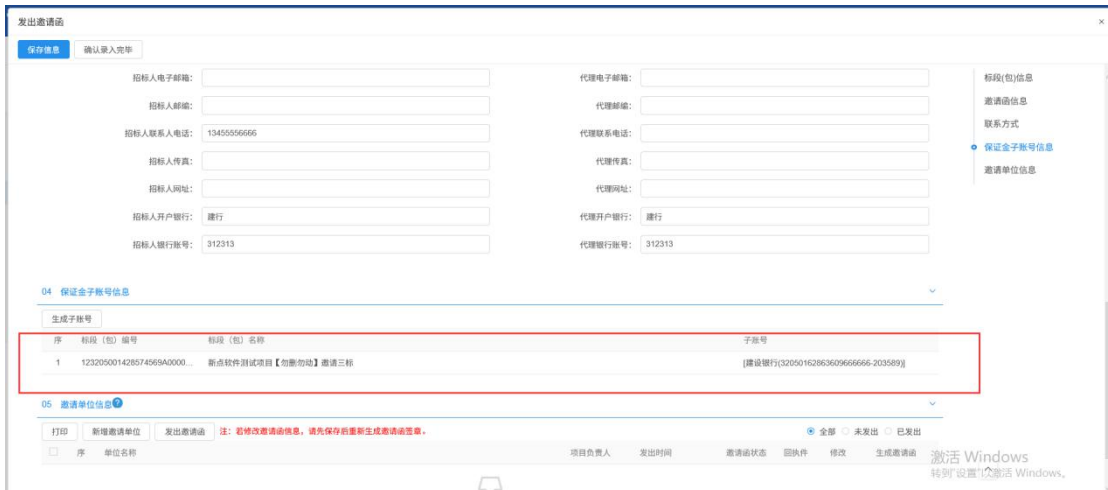 发出邀请函 ×
保存信息 确认录入完毕
招标人电子邮箱： 代理电子邮箱： 标段(包)信息
招标人邮编： 代理邮编： 邀请函信息
招标人联系人电话： 13455556666 代理联系电话： 联系方式
招标人传真： 代理传真： 保证金子账号信息
招标人网址： 代理网址： 邀请单位信息
招标人开户银行： 建行 代理开户银行： 建行
招标人银行账号： 312313 代理银行账号： 312313
04 保证金子账号信息
生成子账号
序 标段（包）编号 标段（包）名称 子账号
1 123205001428574569A0000... 新点软件测试项目【勿删勿动】邀请三标 [建设银行(32050162863609666666-203589)]
05 邀请单位信息?
打印 新增邀请单位 发出邀请函 注：若修改邀请函信息，请先保存后重新生成邀请函签章。 全部 未发出 已发出
序 单位名称 项目负责人 发出时间 邀请函状态 回执件 修改 生成邀请函
激活 Windows
转到"设置"以激活 Windows。